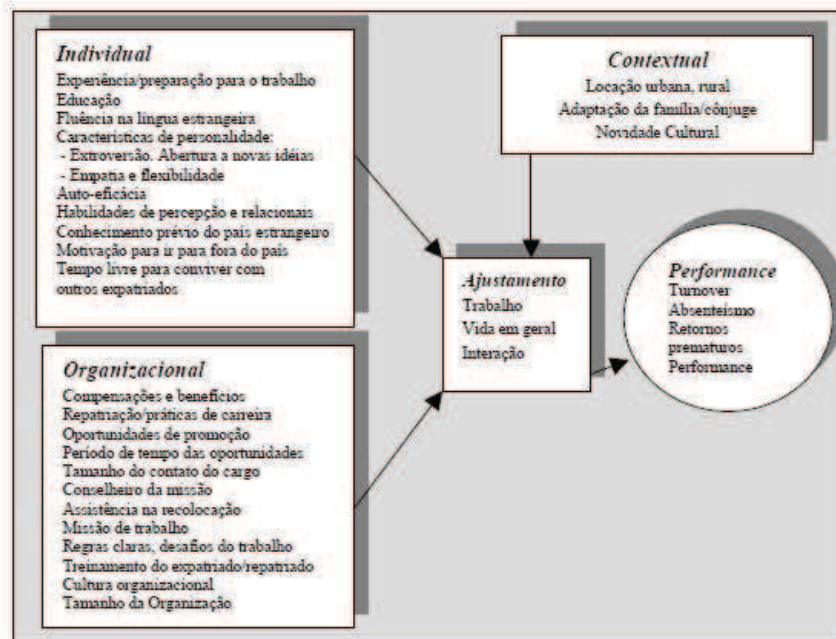 Individual
Experiência/preparação para o trabalho
Educação
Fluência na língua estrangeira
Características de personalidade:
- Extroversão. Abertura a novas idéias
- Empatia e flexibilidade
Auto-eficácia
Habilidades de percepção e relacionais
Conhecimento prévio do país estrangeiro
Motivação para ir para fora do país
Tempo livre para conviver com
outros expatriados
Contextual
Locação urbana, rural
Adaptação da família/cônjuge
Novidade Cultural
Ajustamento
Trabalho
Vida em geral
Interação
Performance
Turnover
Absenteísmo
Retornos
prematuros
Performance
Organizacional
Compensações e benefícios
Repatriação/práticas de carreira
Oportunidades de promoção
Período de tempo das oportunidades
Tamanho do contato do cargo
Conselheiro da missão
Assistência na recolocação
Missão de trabalho
Regras claras, desafios do trabalho
Treinamento do expatriado/repatriado
Cultura organizacional
Tamanho da Organização